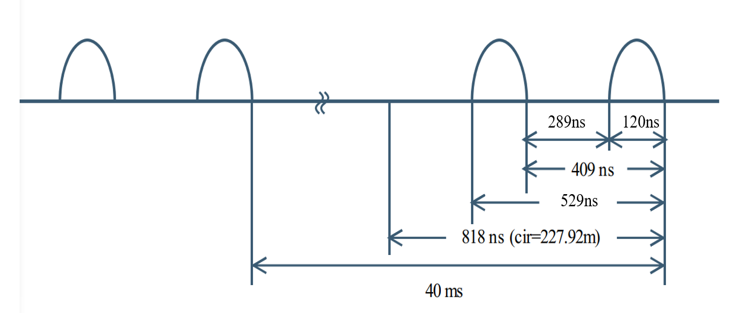 289ns
120ns
409 ns
529ns
818 ns (cir=227.92m)
40 ms